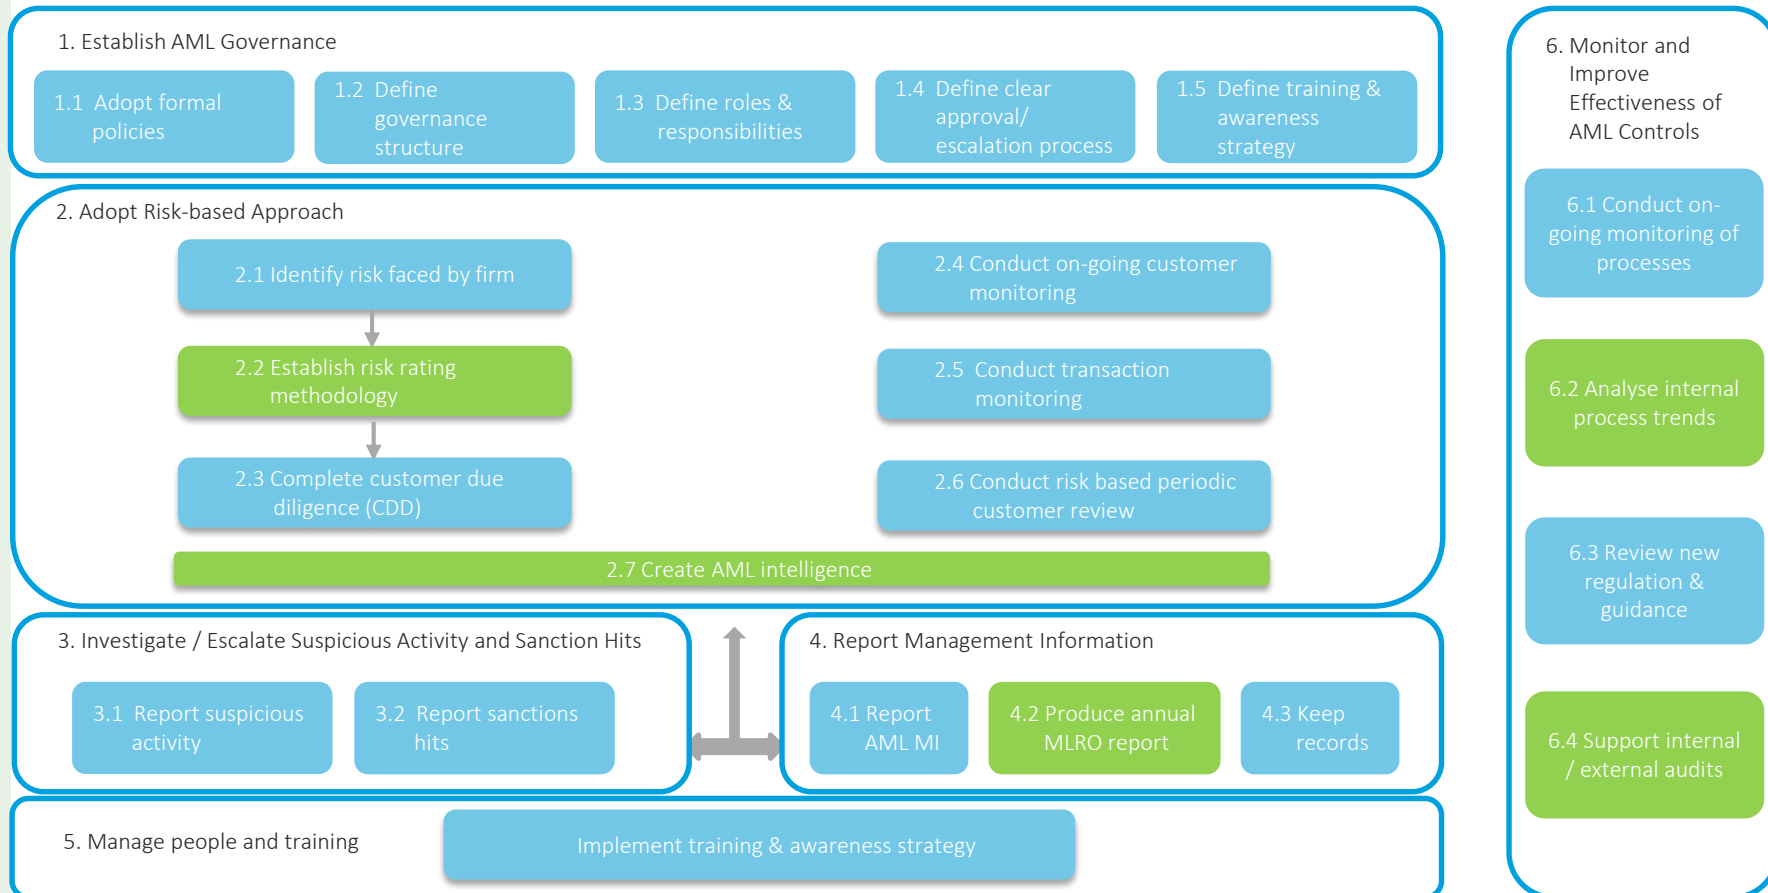 1. Establish AML Governance
1.1 Adopt formal
policies
1.2 Define
governance
structure
1.3 Define roles &
responsibilities
1.4 Define clear
approval/
escalation process
1.5 Define training &
awareness
strategy
2. Adopt Risk-based Approach
2.1 Identify risk faced by firm
2.2 Establish risk rating
methodology
2.3 Complete customer due
diligence (CDD)
2.4 Conduct on-going customer
monitoring
2.5 Conduct transaction
monitoring
2.6 Conduct risk based periodic
customer review
2.7 Create AML intelligence
3. Investigate / Escalate Suspicious Activity and Sanction Hits
3.1 Report suspicious
activity
3.2 Report sanctions
hits
4. Report Management Information
4.1 Report
AML MI
4.2 Produce annual
MLRO report
4.3 Keep
records
5. Manage people and training
Implement training & awareness strategy
6. Monitor and
Improve
Effectiveness of
AML Controls
6.1 Conduct on-
going monitoring of
processes
6.2 Analyse internal
process trends
6.3 Review new
regulation &
guidance
6.4 Support internal
/ external audits